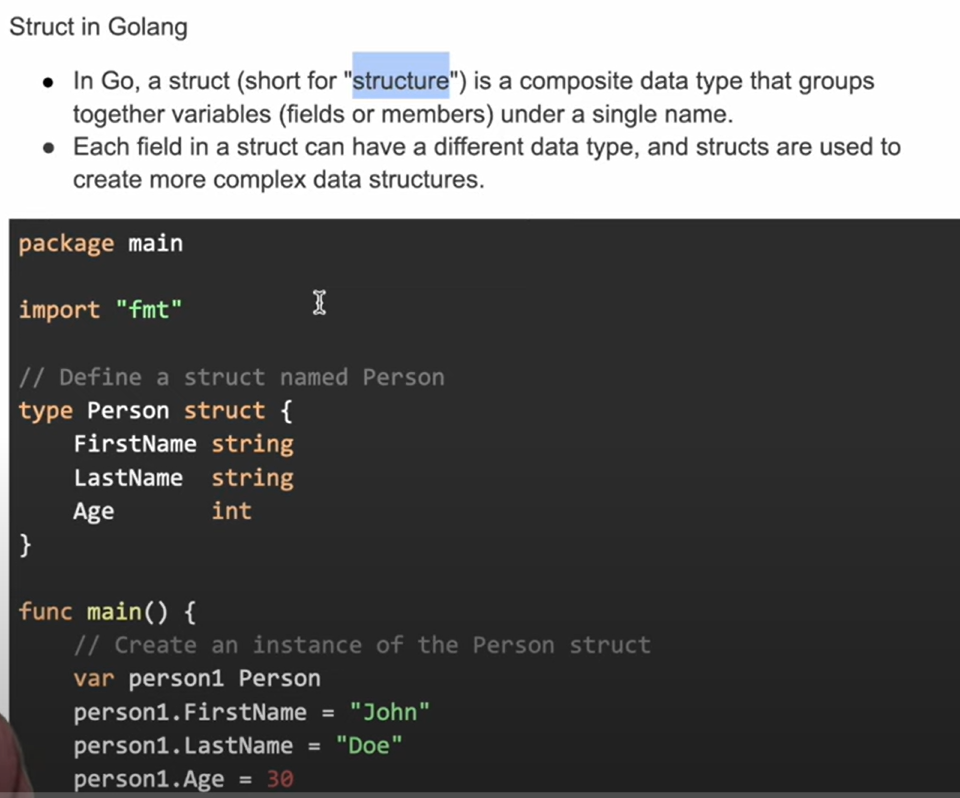 Struct in Golang
● In Go, a struct (short for "structure") is a composite data type that groups
together variables (fields or members) under a single name.
● Each field in a struct can have a different data type, and structs are used to
create more complex data structures.
package main
import "fmt"
// Define a struct named Person
type Person struct {
    FirstName string
    LastName  string
    Age       int
}
func main() {
    // Create an instance of the Person struct
    var person1 Person
    person1.FirstName = "John"
    person1.LastName = "Doe"
    person1.Age = 30